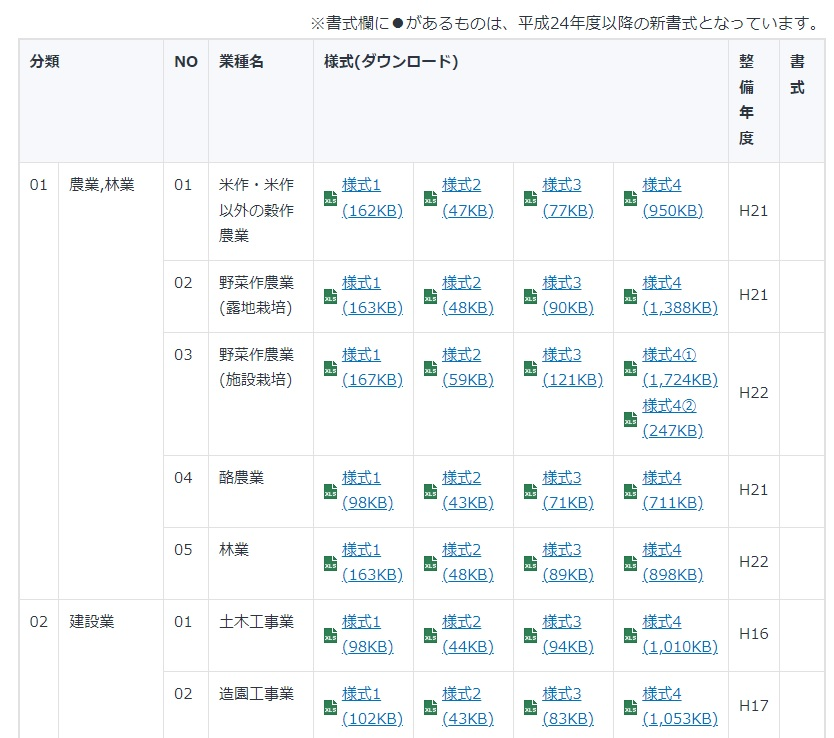 ※書式欄に●があるものは、平成24年度以降の新書式となっています。
分類 NO 業種名 様式(ダウンロード) 整備年度 書式
01 農業,林業 01 米作・米作以外の穀作農業 様式1(162KB) 様式2(47KB) 様式3(77KB) 様式4(950KB) H21
02 野菜作農業(露地栽培) 様式1(163KB) 様式2(48KB) 様式3(90KB) 様式4(1,388KB) H21
03 野菜作農業(施設栽培) 様式1(167KB) 様式2(59KB) 様式3(121KB) 様式4①(1,724KB) 様式4②(247KB) H22
04 酪農業 様式1(98KB) 様式2(43KB) 様式3(71KB) 様式4(711KB) H21
05 林業 様式1(163KB) 様式2(48KB) 様式3(89KB) 様式4(898KB) H22
02 建設業 01 土木工事業 様式1(98KB) 様式2(44KB) 様式3(94KB) 様式4(1,010KB) H16
02 造園工事業 様式1(102KB) 様式2(43KB) 様式3(83KB) 様式4(1,053KB) H17